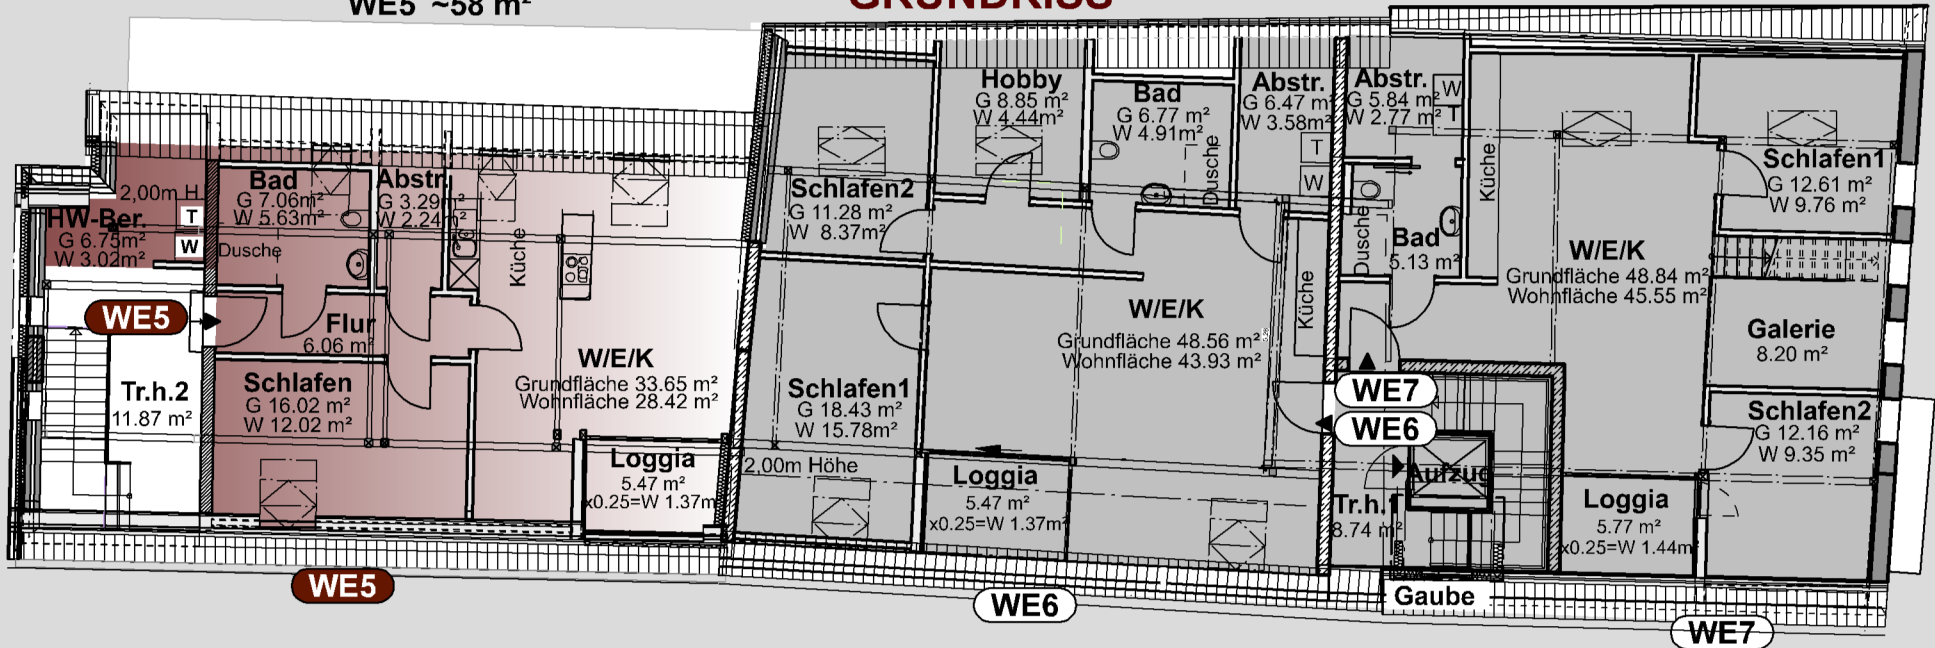 WE5 ~58 m²
GRUNDRISS
2,00m H
HW-Ber.
G 6.75m²
W 3.02m²
T
W
Bad
G 7.06m²
W 5.63m²
Dusche
Abstr.
G 3.29m²
W 2.24m²
Küche
WE5
Flur
6.06 m²
Tr.h.2
11.87 m²
Schlafen
G 16.02 m²
W 12.02 m²
W/E/K
Grundfläche 33.65 m²
Wohnfläche 28.42 m²
Loggia
5.47 m²
x0.25=W 1.37m²
WE5
Schlafen2
G 11.28 m²
W 8.37m²
Hobby
G 8.85 m²
W 4.44m²
Bad
G 6.77 m²
W 4.91m²
Dusche
Abstr.
G 6.47 m²
W 3.58m²
T
W
Schlafen1
G 18.43 m²
W 15.78m²
W/E/K
Grundfläche 48.56 m²
Wohnfläche 43.93 m²
Küche
2,00m Höhe
Loggia
5.47 m²
x0.25=W 1.37m²
WE6
Abstr.
G 5.84 m²
W 2.77 m²
W
T
Dusche
Bad
5.13 m²
Küche
W/E/K
Grundfläche 48.84 m²
Wohnfläche 45.55 m²
Schlafen1
G 12.61 m²
W 9.76 m²
Galerie
8.20 m²
Schlafen2
G 12.16 m²
W 9.35 m²
WE7
WE6
Aufzug
Tr.h.1
8.74 m²
Loggia
5.77 m²
x0.25=W 1.44m²
Gaube
WE7